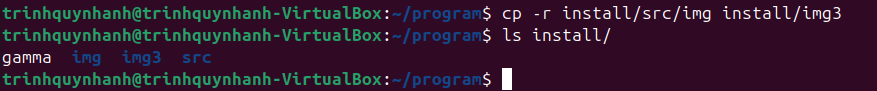 trinhquynhanh@trinhquynhanh-VirtualBox:~/program$ cp -r install/src/img install/img3
trinhquynhanh@trinhquynhanh-VirtualBox:~/program$ ls install/
gamma  img  img3  src
trinhquynhanh@trinhquynhanh-VirtualBox:~/program$